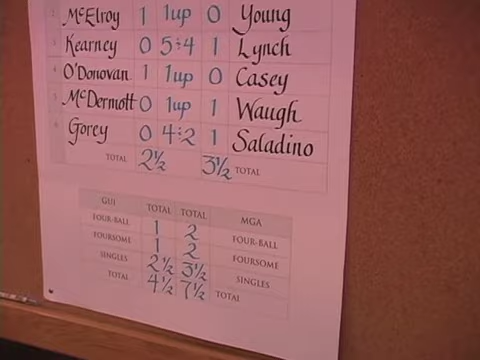 McElroy 1 1up 0 Young
Kearney 0 5:4 1 Lynch
O'Donovan 1 1up 0 Casey
McDermott 0 1up 1 Waugh
Gorey 0 4:2 1 Saladino
TOTAL 2½ 3½ TOTAL
GUI TOTAL TOTAL MGA
FOUR-BALL 1 2 FOUR-BALL
FOURSOME 1 2 FOURSOME
SINGLES 2½ 3½ SINGLES
TOTAL 4½ 7½ TOTAL